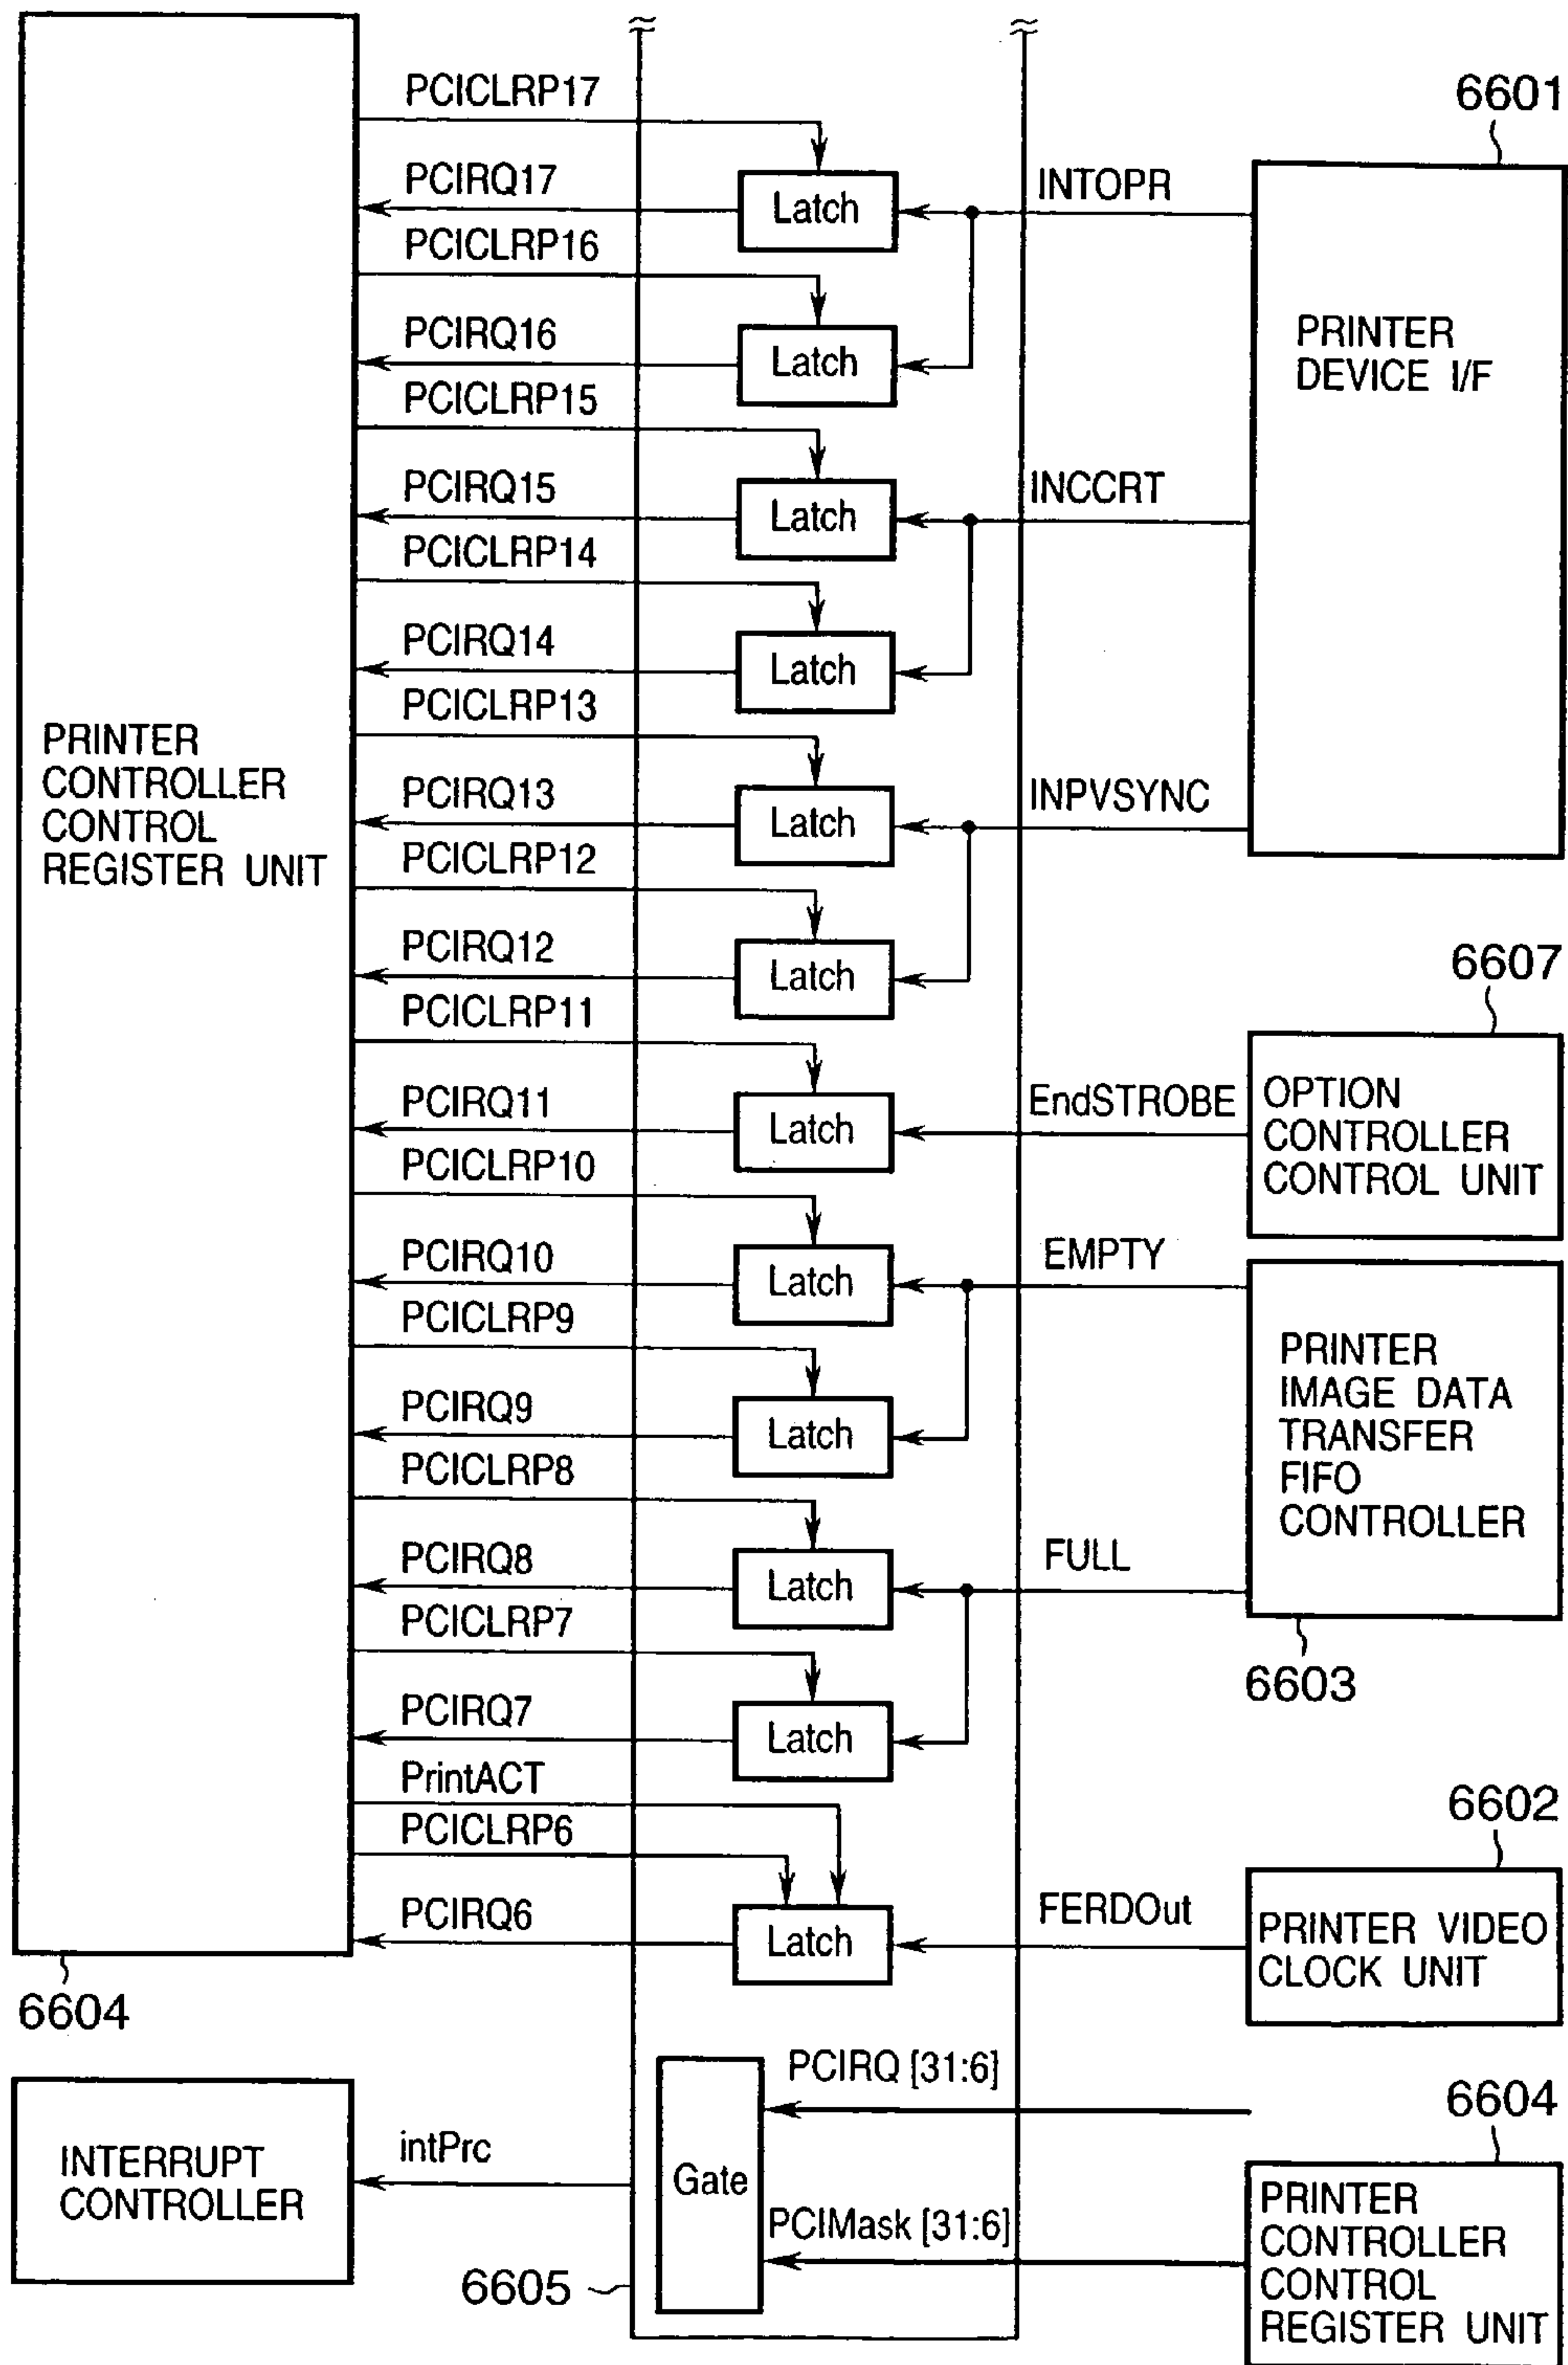 PCICLRP17
6601
PCIRQ17
Latch
INTOPR
PCICLRP16
PCIRQ16
Latch
PRINTER
DEVICE I/F
PCICLRP15
PCIRQ15
Latch
INCCRT
PCICLRP14
PCIRQ14
Latch
PCICLRP13
PRINTER
CONTROLLER
CONTROL
REGISTER UNIT
PCIRQ13
Latch
INPVSYNC
PCICLRP12
PCIRQ12
Latch
6607
PCICLRP11
PCIRQ11
Latch
EndSTROBE
OPTION
CONTROLLER
CONTROL UNIT
PCICLRP10
PCIRQ10
Latch
EMPTY
PCICLRP9
PRINTER
IMAGE DATA
TRANSFER
FIFO
CONTROLLER
PCIRQ9
Latch
PCICLRP8
PCIRQ8
Latch
FULL
PCICLRP7
6603
PCIRQ7
Latch
PrintACT
PCICLRP6
6602
PCIRQ6
Latch
FERDOut
PRINTER VIDEO
CLOCK UNIT
6604
PCIRQ [31:6]
6604
INTERRUPT
CONTROLLER
intPrc
Gate
PCIMask [31:6]
PRINTER
CONTROLLER
CONTROL
REGISTER UNIT
6605